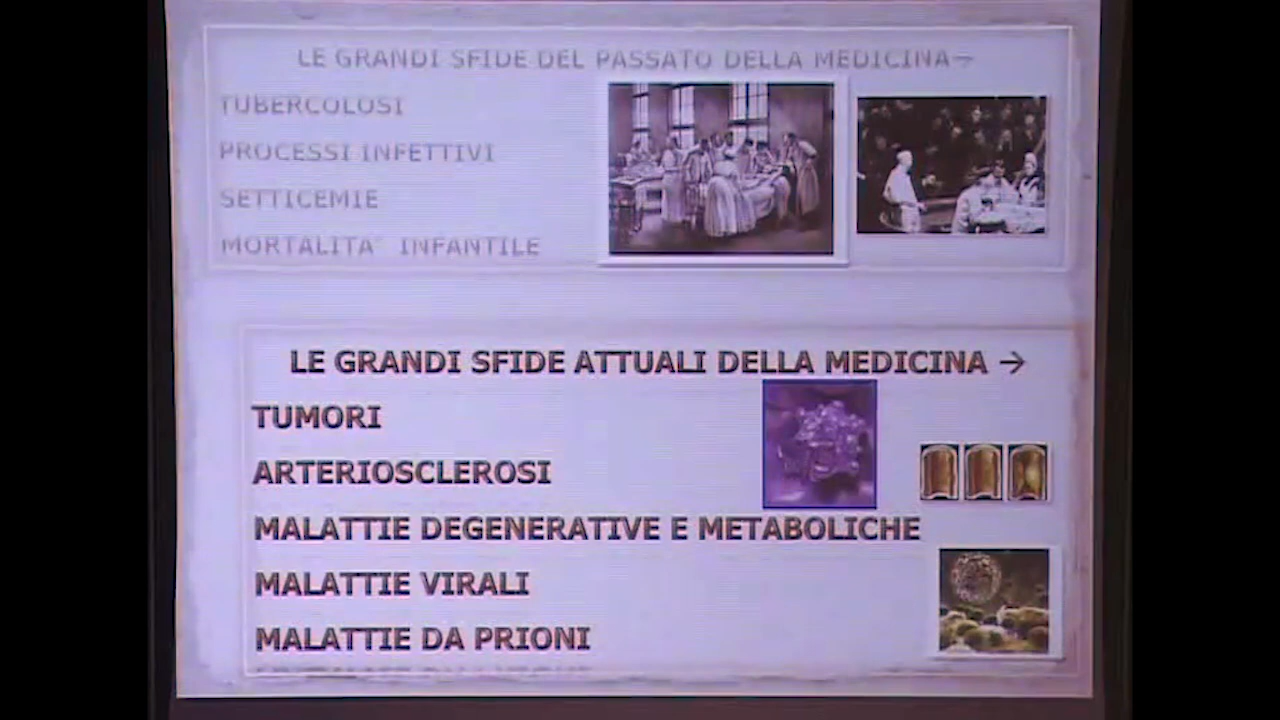 LE GRANDI SFIDE DEL PASSATO DELLA MEDICINA→
TUBERCOLOSI
PROCESSI INFETTIVI
SETTICEMIE
MORTALITA' INFANTILE
LE GRANDI SFIDE ATTUALI DELLA MEDICINA →
TUMORI
ARTERIOSCLEROSI
MALATTIE DEGENERATIVE E METABOLICHE
MALATTIE VIRALI
MALATTIE DA PRIONI